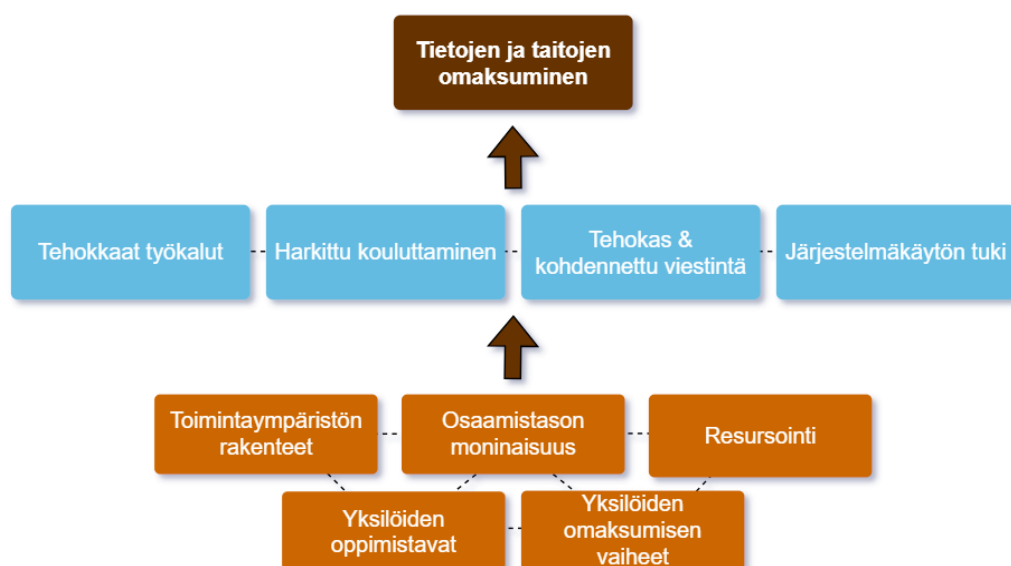 Tietojen ja taitojen
omaksuminen
Tehokkaat työkalut
Harkittu kouluttaminen
Tehokas &
kohdennettu viestintä
Järjestelmäkäytön tuki
Toimintaympäristön
rakenteet
Osaamistason
moninaisuus
Resursointi
Yksilöiden
oppimistavat
Yksilöiden
omaksumisen
vaiheet